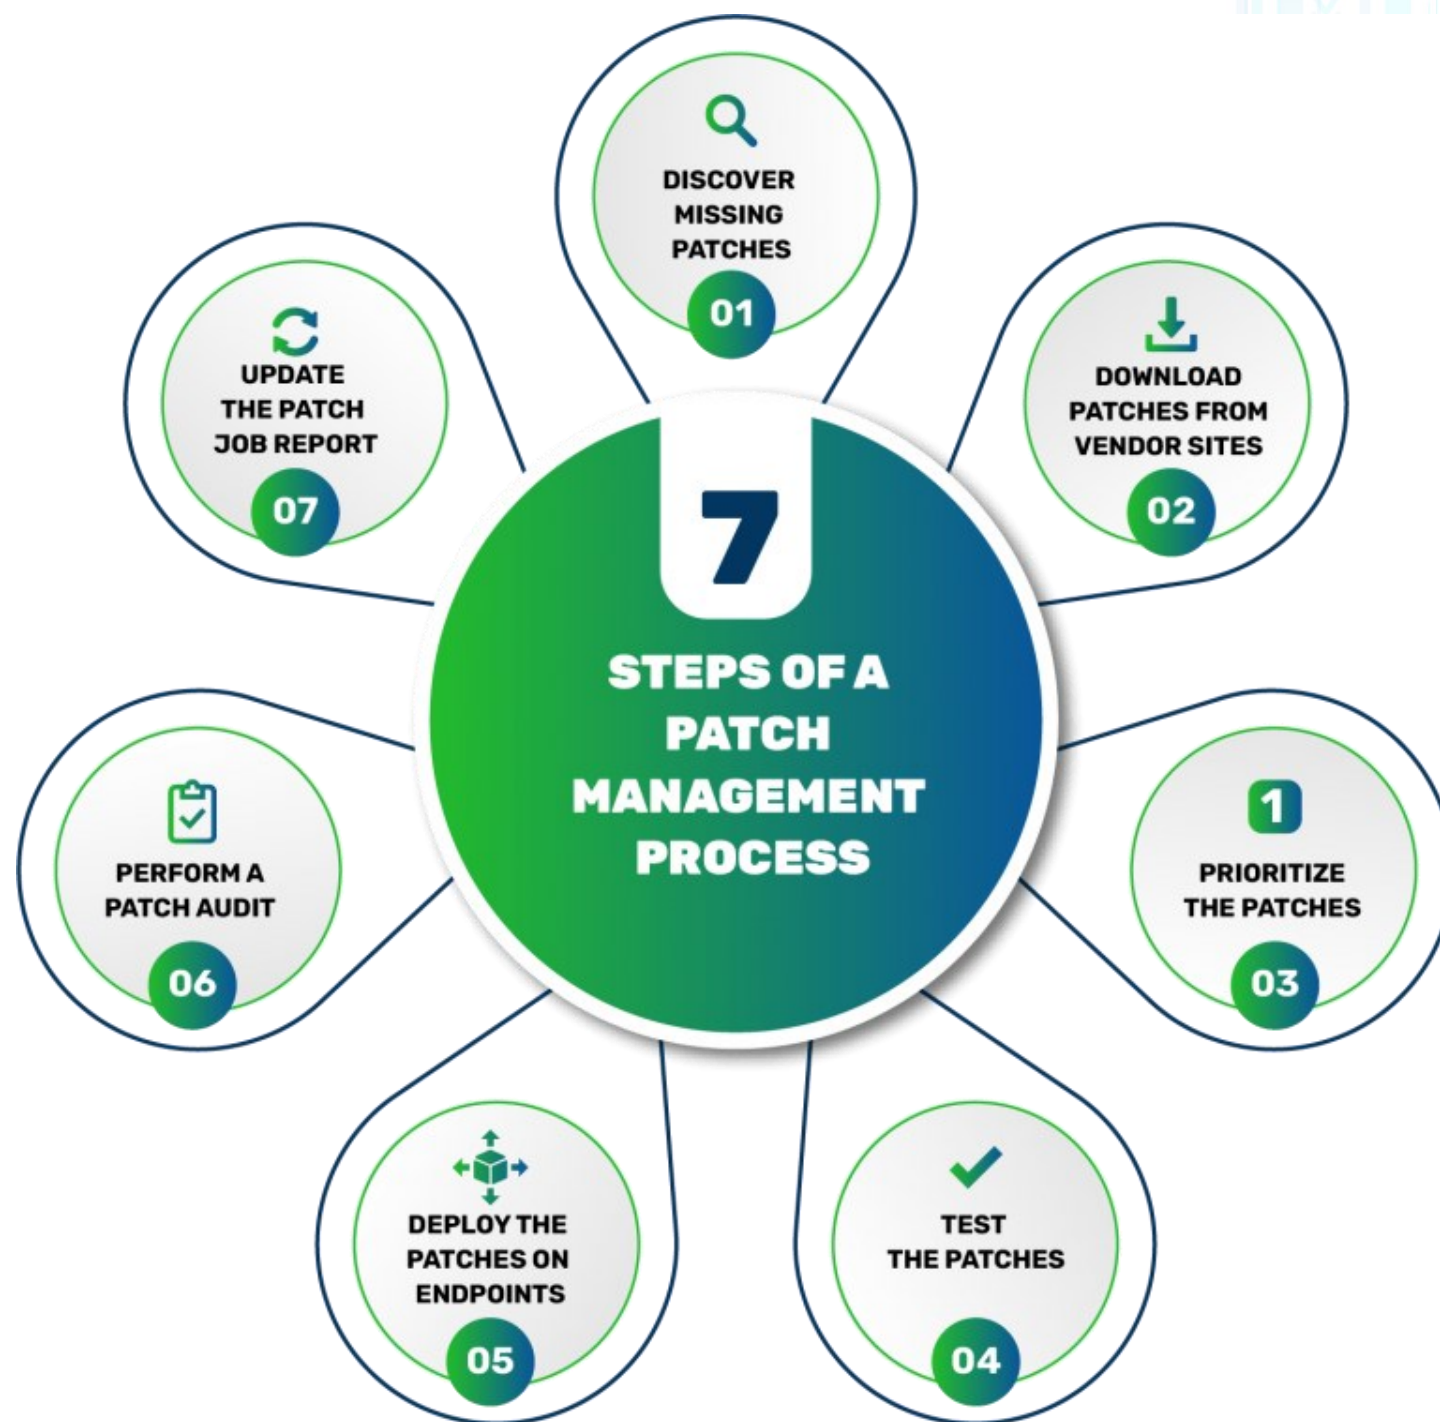 DISCOVER
MISSING
PATCHES
01
DOWNLOAD
PATCHES FROM
VENDOR SITES
02
PRIORITIZE
THE PATCHES
03
TEST
THE PATCHES
04
DEPLOY THE
PATCHES ON
ENDPOINTS
05
PERFORM A
PATCH AUDIT
06
UPDATE
THE PATCH
JOB REPORT
07
7
STEPS OF A
PATCH
MANAGEMENT
PROCESS
1